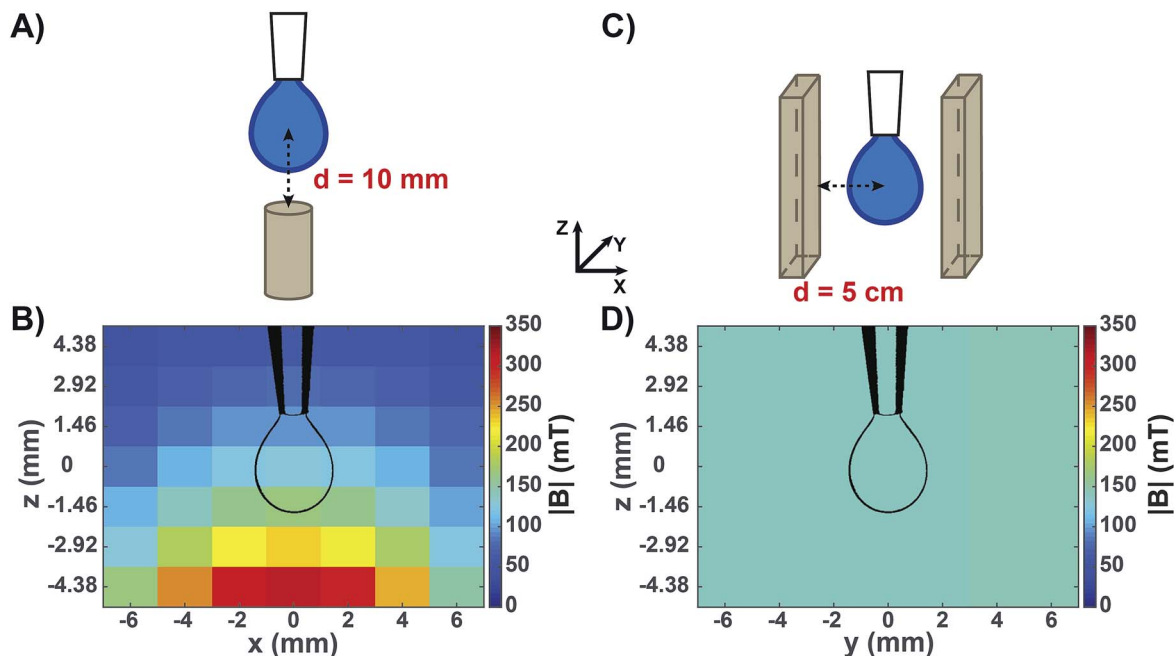 A)
d = 10 mm
C)
d = 5 cm
Z
Y
X
B)
4.38
2.92
1.46
0
-1.46
-2.92
-4.38
z (mm)
-6 -4 -2 0 2 4 6
x (mm)
350
300
250
200
150
100
50
0
|B| (mT)
D)
4.38
2.92
1.46
0
-1.46
-2.92
-4.38
z (mm)
-6 -4 -2 0 2 4 6
y (mm)
350
300
250
200
150
100
50
0
|B| (mT)